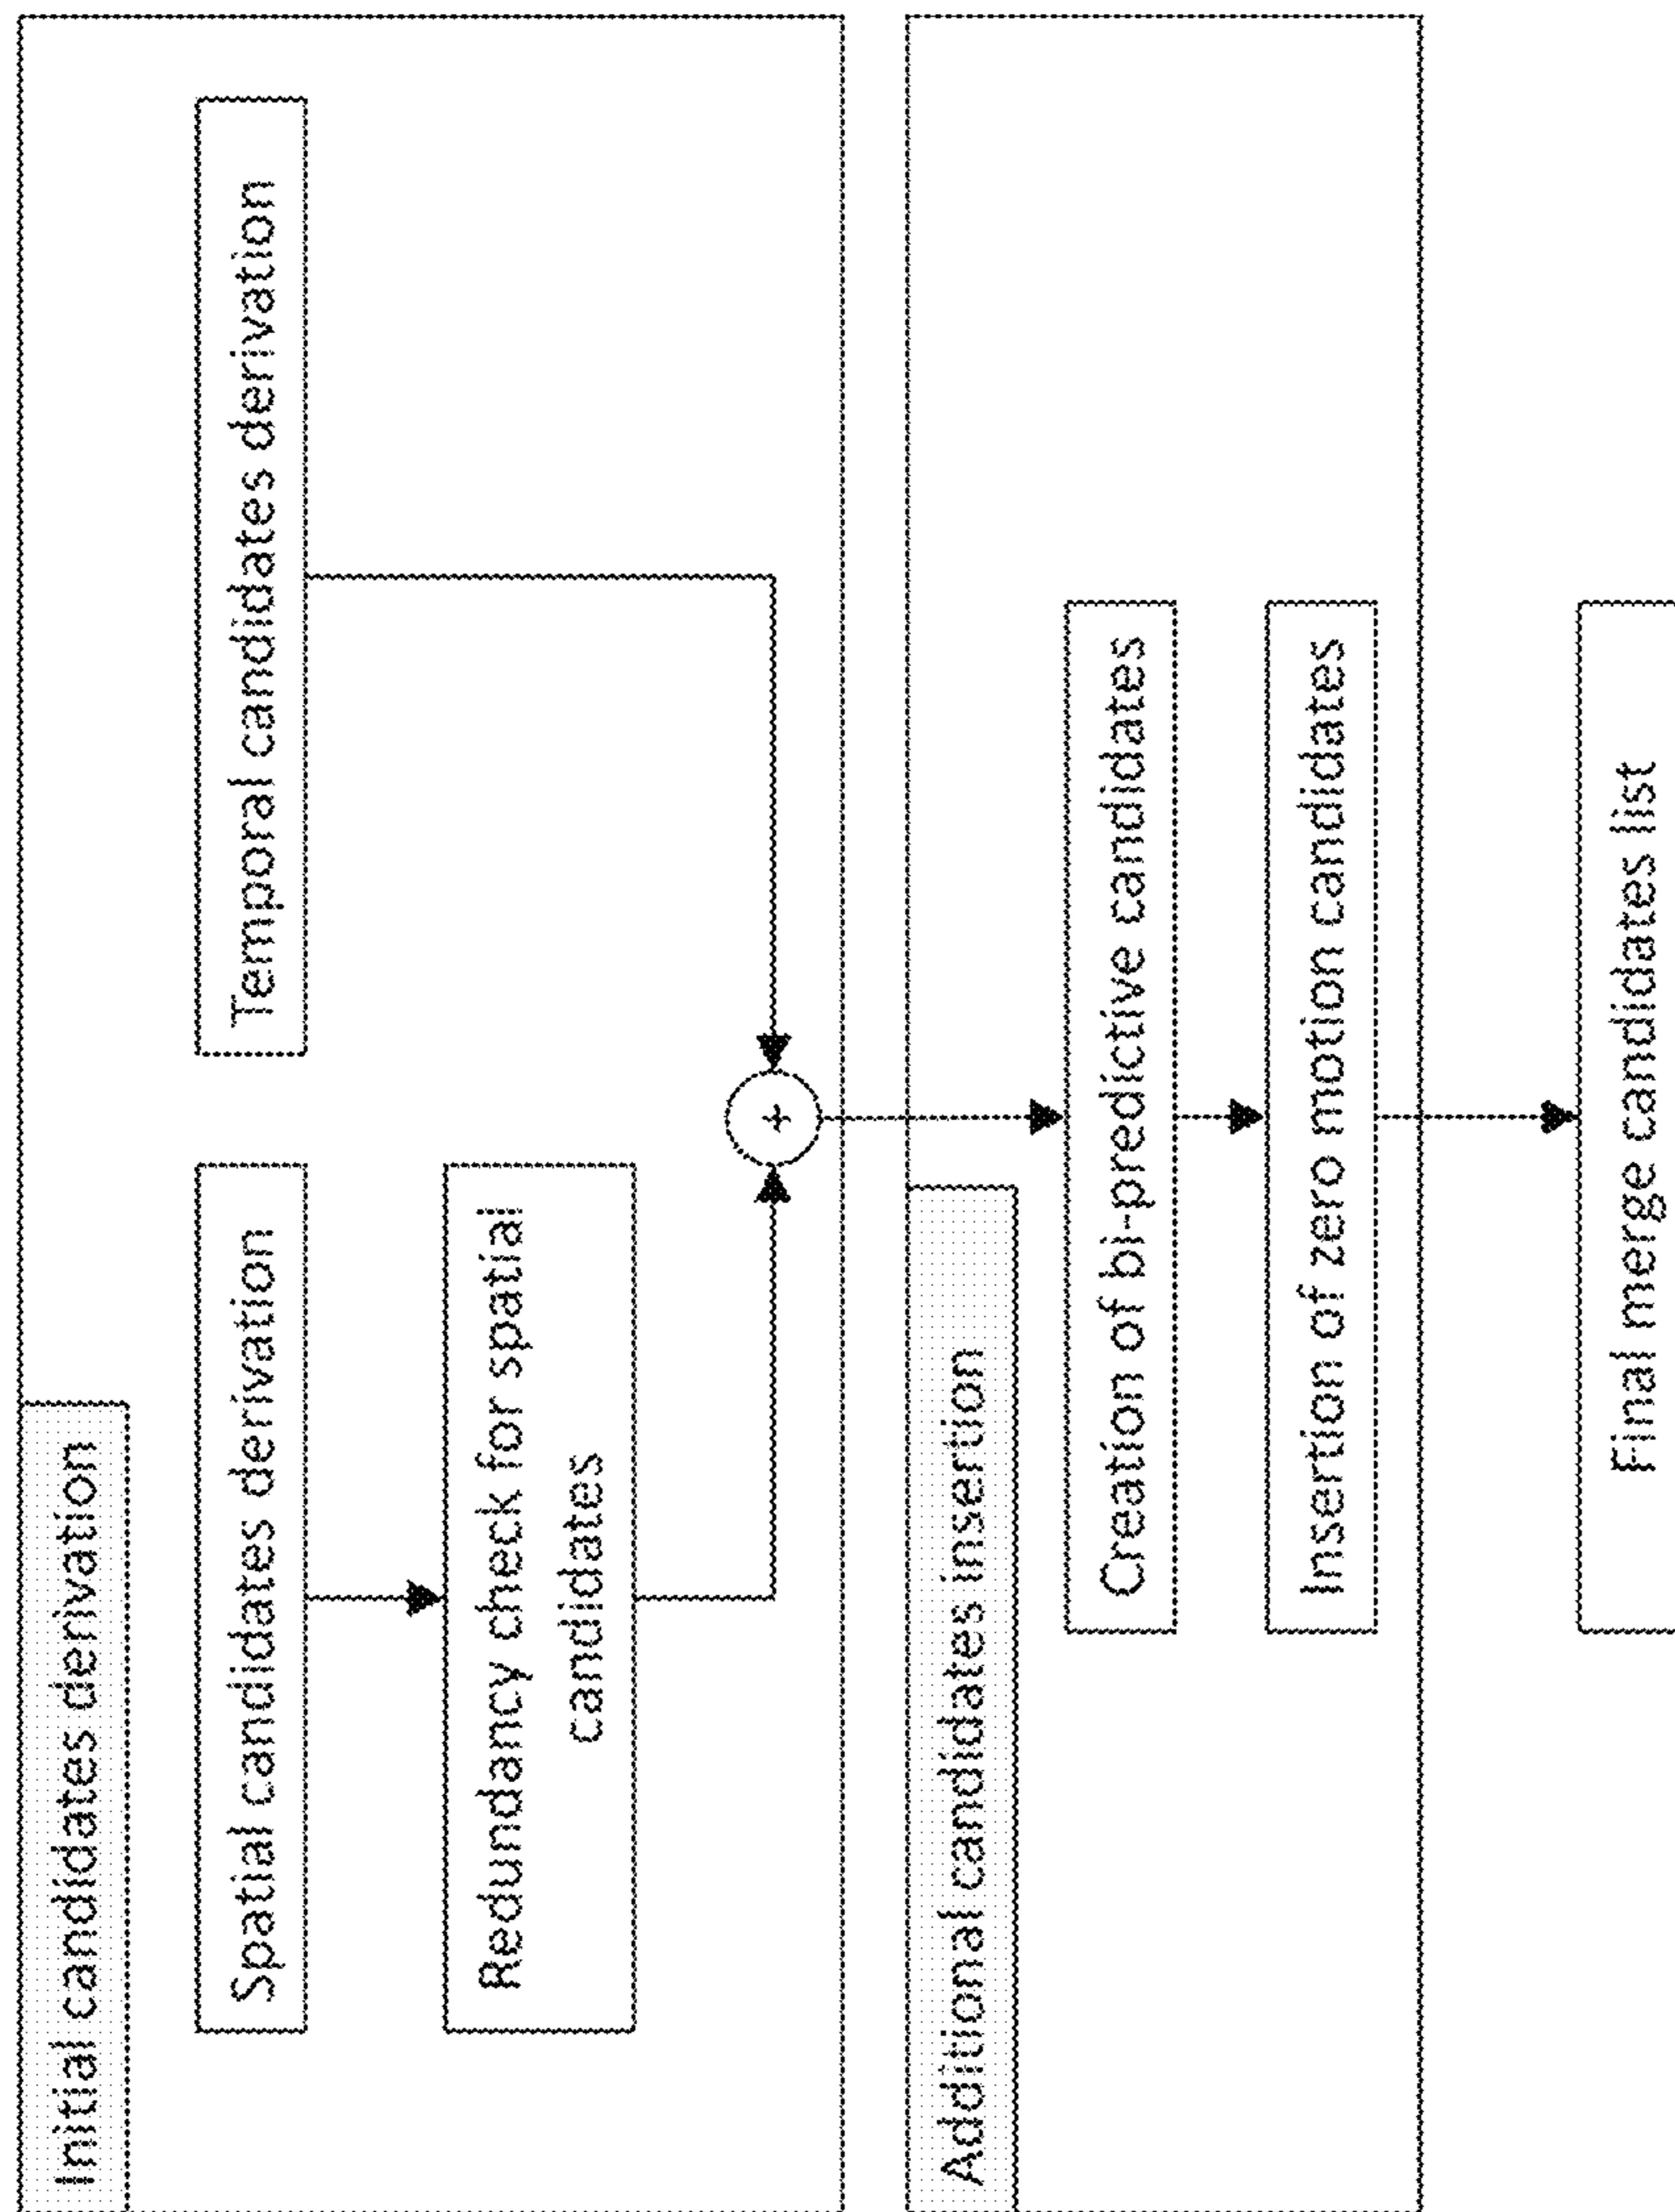 Initial candidates derivation
Spatial candidates derivation
Temporal candidates derivation
Redundancy check for spatial
candidates
+
Additional candidates insertion
Creation of bi-predictive candidates
Insertion of zero motion candidates
Final merge candidates list